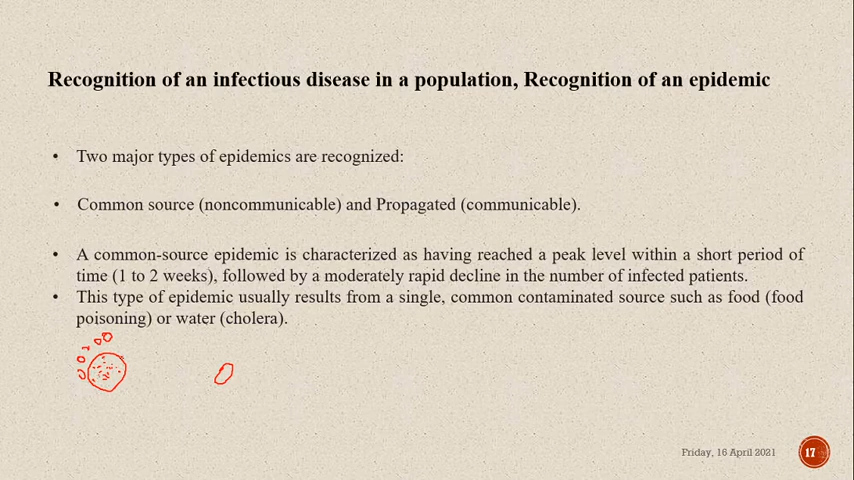 Recognition of an infectious disease in a population, Recognition of an epidemic
• Two major types of epidemics are recognized:
• Common source (noncommunicable) and Propagated (communicable).
• A common-source epidemic is characterized as having reached a peak level within a short period of
time (1 to 2 weeks), followed by a moderately rapid decline in the number of infected patients.
• This type of epidemic usually results from a single, common contaminated source such as food (food
poisoning) or water (cholera).
Friday, 16 April 2021
17